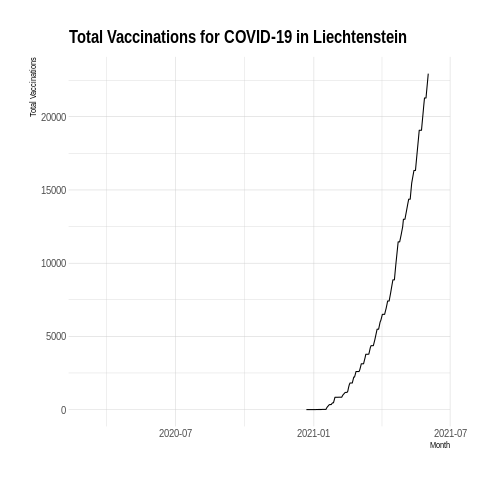 Total Vaccinations for COVID-19 in Liechtenstein
Total Vaccinations
20000
15000
10000
5000
0
2020-07
2021-01
2021-07
Month